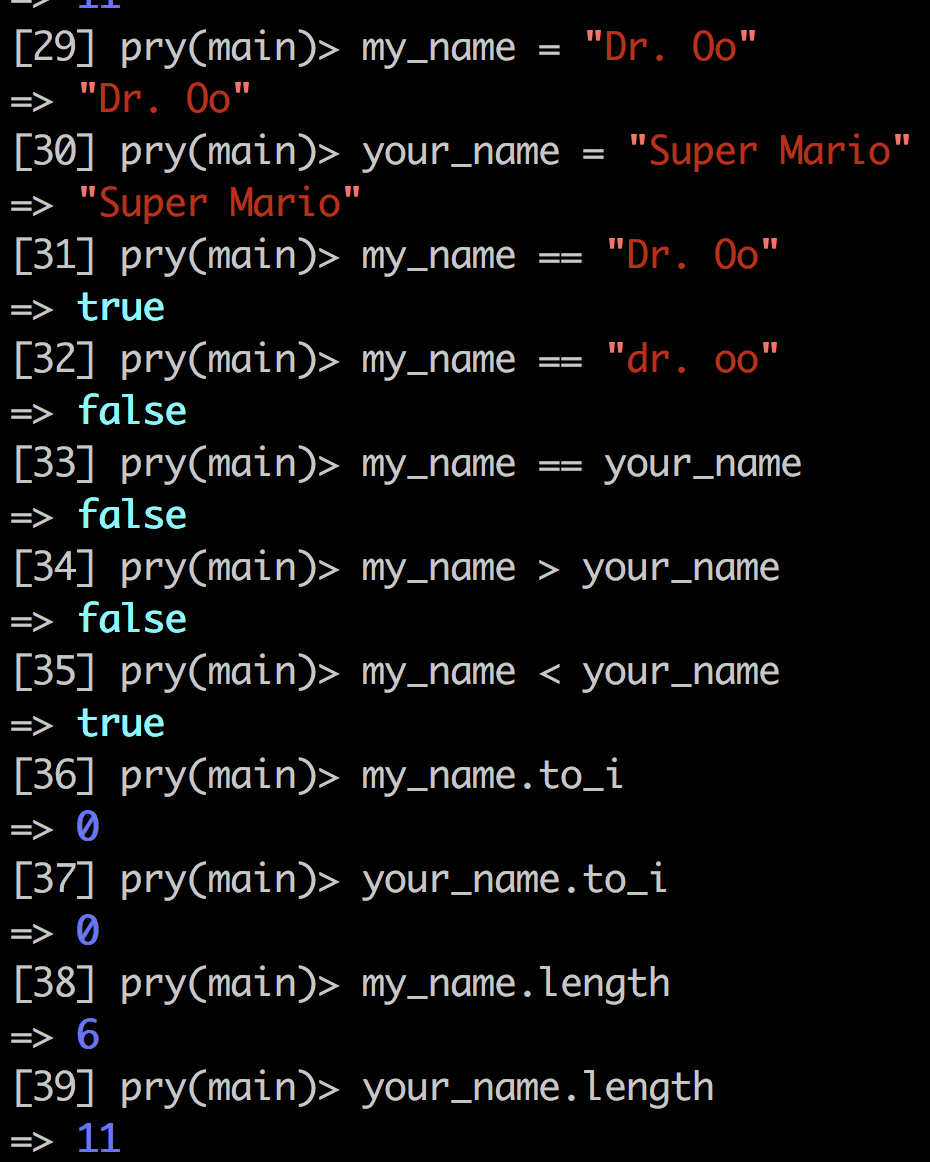 => 11
[29] pry(main)> my_name = "Dr. Oo"
=> "Dr. Oo"
[30] pry(main)> your_name = "Super Mario"
=> "Super Mario"
[31] pry(main)> my_name == "Dr. Oo"
=> true
[32] pry(main)> my_name == "dr. oo"
=> false
[33] pry(main)> my_name == your_name
=> false
[34] pry(main)> my_name > your_name
=> false
[35] pry(main)> my_name < your_name
=> true
[36] pry(main)> my_name.to_i
=> 0
[37] pry(main)> your_name.to_i
=> 0
[38] pry(main)> my_name.length
=> 6
[39] pry(main)> your_name.length
=> 11